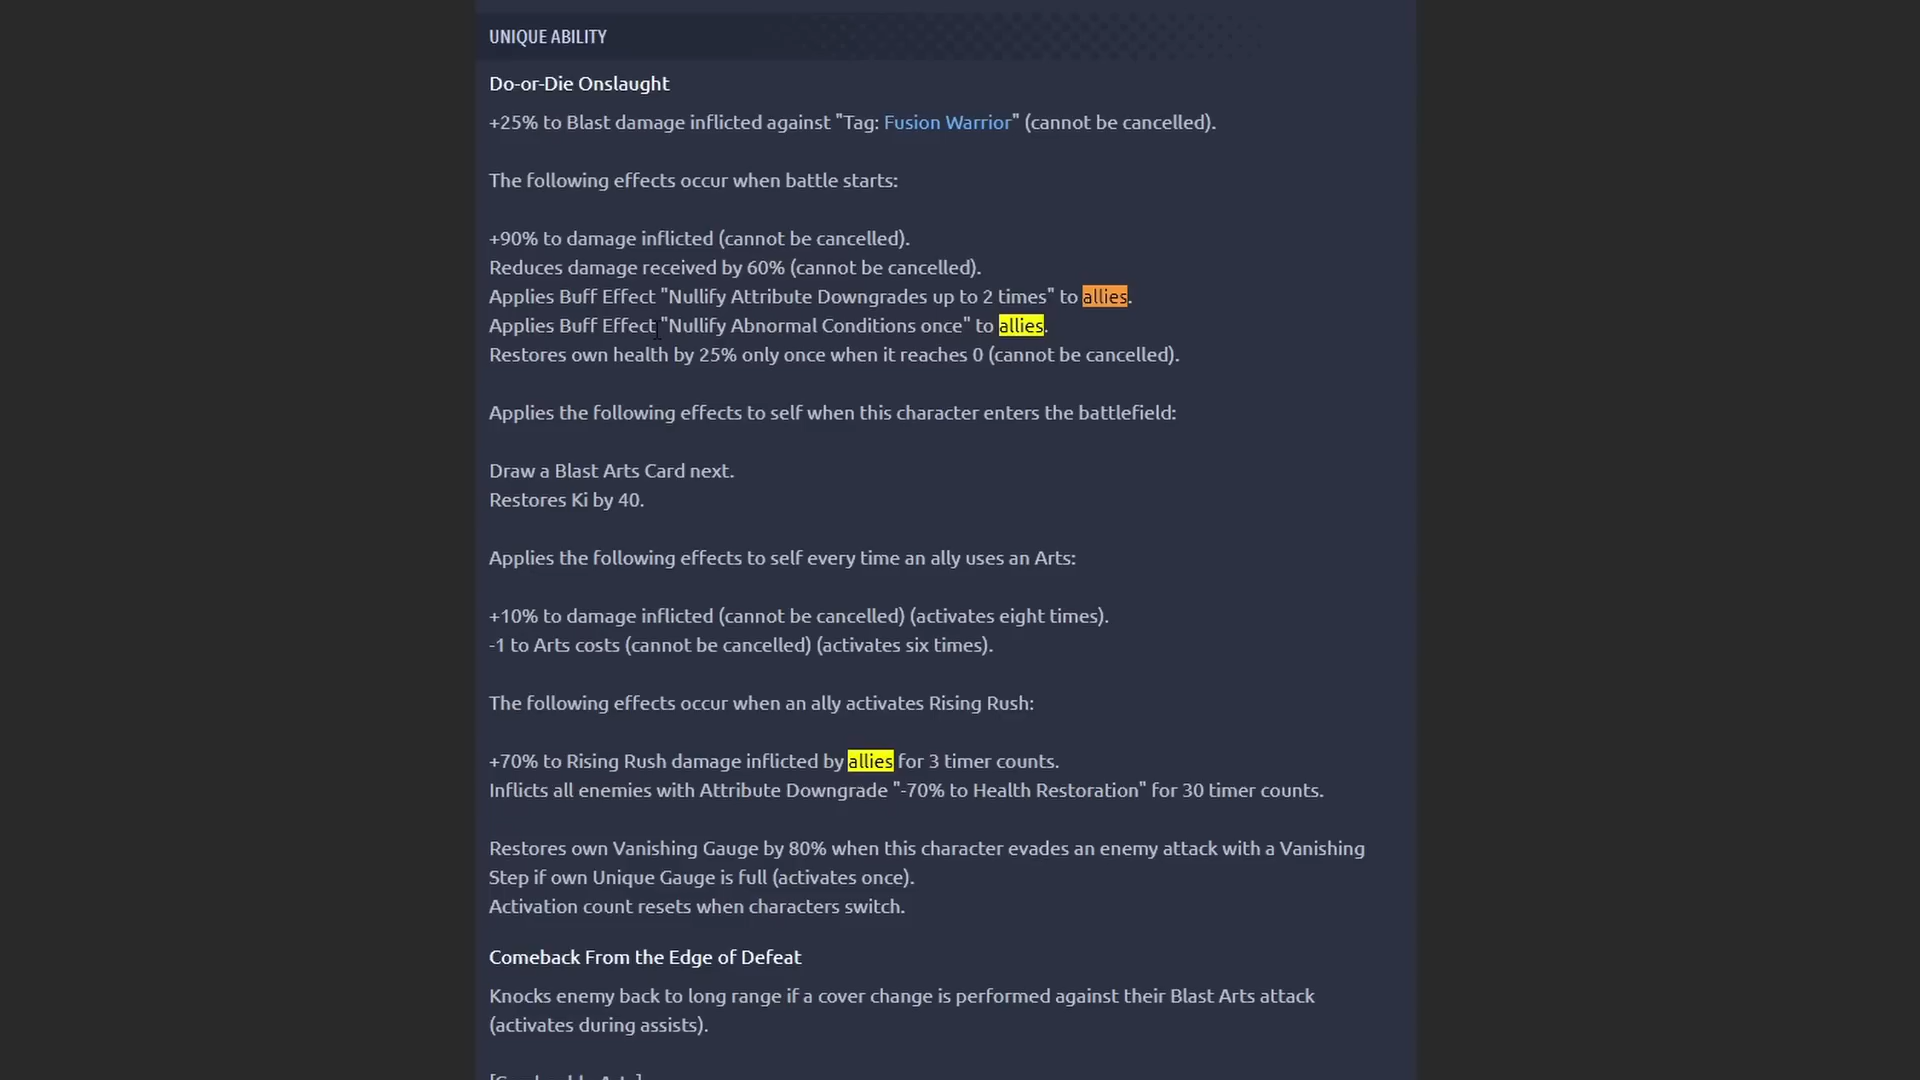 UNIQUE ABILITY
Do-or-Die Onslaught
+25% to Blast damage inflicted against "Tag: Fusion Warrior" (cannot be cancelled).
The following effects occur when battle starts:
+90% to damage inflicted (cannot be cancelled).
Reduces damage received by 60% (cannot be cancelled).
Applies Buff Effect "Nullify Attribute Downgrades up to 2 times" to allies.
Applies Buff Effect "Nullify Abnormal Conditions once" to allies.
Restores own health by 25% only once when it reaches 0 (cannot be cancelled).
Applies the following effects to self when this character enters the battlefield:
Draw a Blast Arts Card next.
Restores Ki by 40.
Applies the following effects to self every time an ally uses an Arts:
+10% to damage inflicted (cannot be cancelled) (activates eight times).
-1 to Arts costs (cannot be cancelled) (activates six times).
The following effects occur when an ally activates Rising Rush:
+70% to Rising Rush damage inflicted by allies for 3 timer counts.
Inflicts all enemies with Attribute Downgrade "-70% to Health Restoration" for 30 timer counts.
Restores own Vanishing Gauge by 80% when this character evades an enemy attack with a Vanishing
Step if own Unique Gauge is full (activates once).
Activation count resets when characters switch.
Comeback From the Edge of Defeat
Knocks enemy back to long range if a cover change is performed against their Blast Arts attack
(activates during assists).